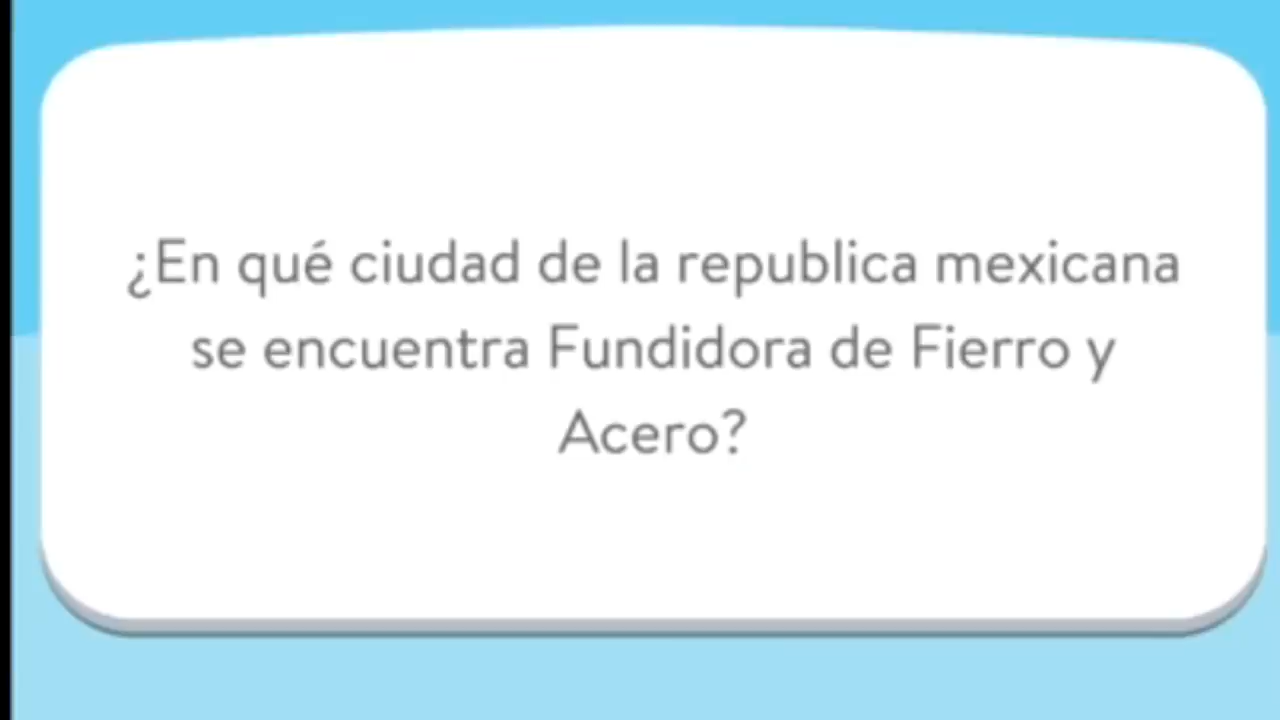 ¿En qué ciudad de la republica mexicana
se encuentra Fundidora de Fierro y
Acero?